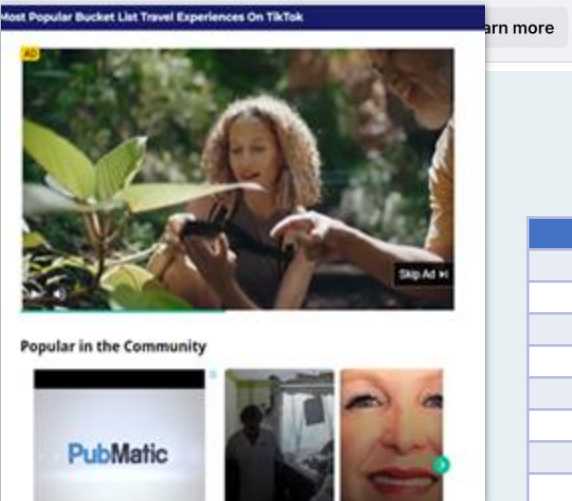 Most Popular Bucket List Travel Experiences On TikTok
arn more
AD
Skip Ad
Popular in the Community
PubMatic